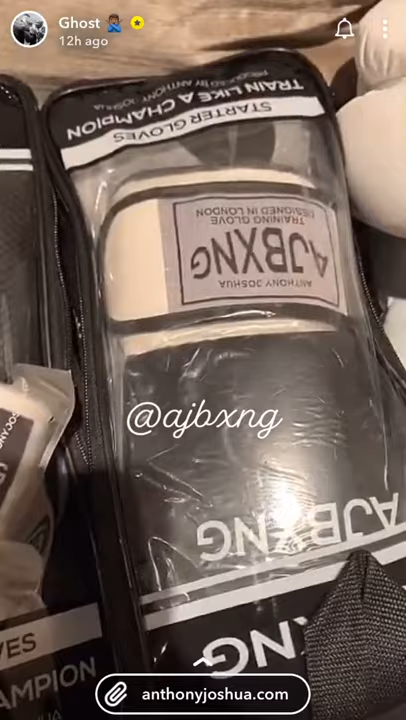 Ghost
12h ago
PRODUCED BY ANTHONY JOSHUA
TRAIN LIKE A CHAMPION
STARTER GLOVES
DESIGNED IN LONDON
TRAINING GLOVE
AJBXNG
ANTHONY JOSHUA
@ajbxng
AJBXNG
XNG
VES
AMPION
anthonyjoshua.com